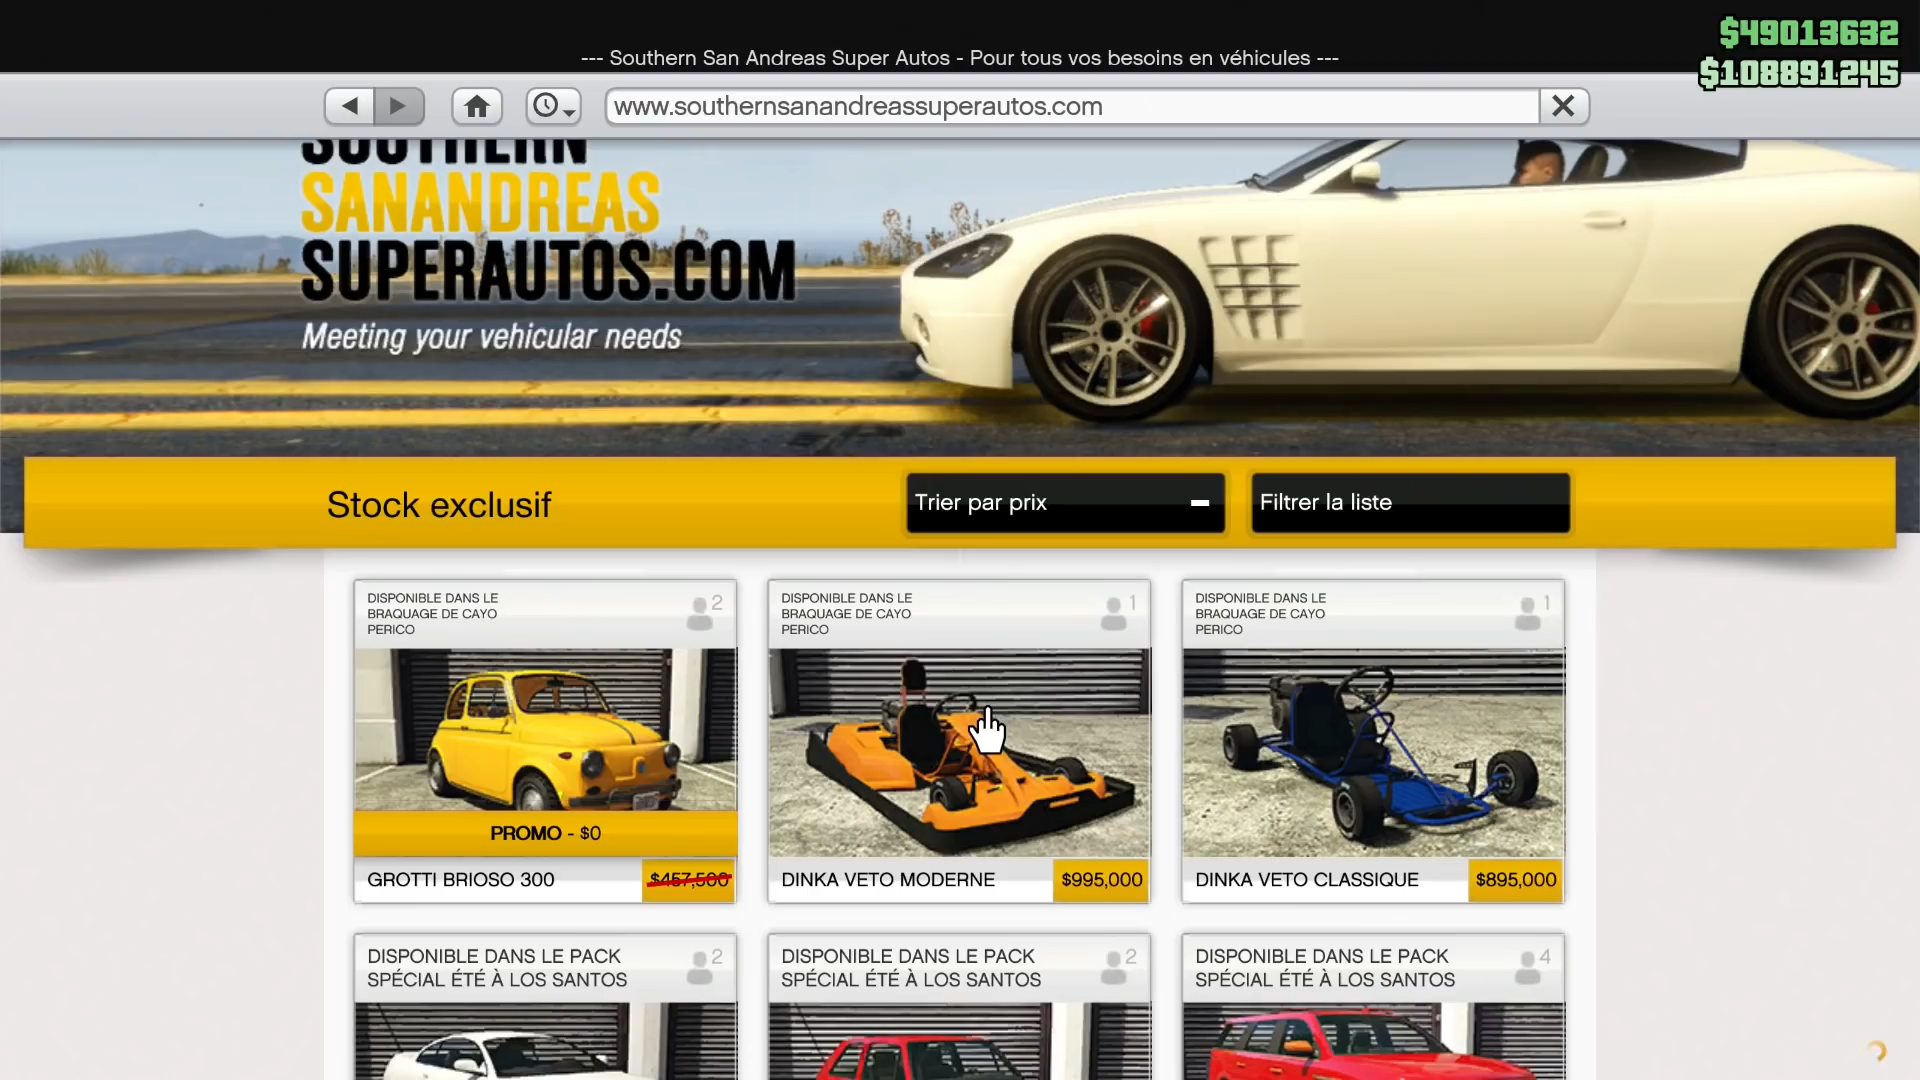 --- Southern San Andreas Super Autos - Pour tous vos besoins en véhicules ---
$49013632
$108891245
www.southernsanandreassuperautos.com
SOUTHERN
SANANDREAS
SUPERAUTOS.COM
Meeting your vehicular needs
Stock exclusif
Trier par prix
Filtrer la liste
DISPONIBLE DANS LE
BRAQUAGE DE CAYO
PERICO
2
PROMO - $0
GROTTI BRIOSO 300
$457,500
DISPONIBLE DANS LE
BRAQUAGE DE CAYO
PERICO
1
DINKA VETO MODERNE
$995,000
DISPONIBLE DANS LE
BRAQUAGE DE CAYO
PERICO
1
DINKA VETO CLASSIQUE
$895,000
DISPONIBLE DANS LE PACK
SPÉCIAL ÉTÉ À LOS SANTOS
2
DISPONIBLE DANS LE PACK
SPÉCIAL ÉTÉ À LOS SANTOS
2
DISPONIBLE DANS LE PACK
SPÉCIAL ÉTÉ À LOS SANTOS
4